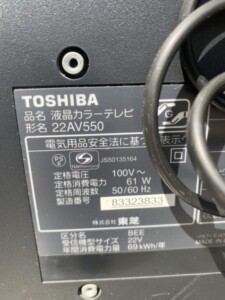 TOSHIBA
品名 液晶カラーテレビ
形名 22AV550
電気用品安全法に基づく表示
PS
E
JS50135164
定格電圧： 100V～
定格消費電力： 61 W
定格周波数： 50/60 Hz
製造番号： 83323833
株式会社 東芝
区分名： BEE
受信機型サイズ： 22V
年間消費電力量： 69 kWh/年